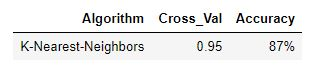 Algorithm Cross_Val Accuracy
K-Nearest-Neighbors 0.95 87%